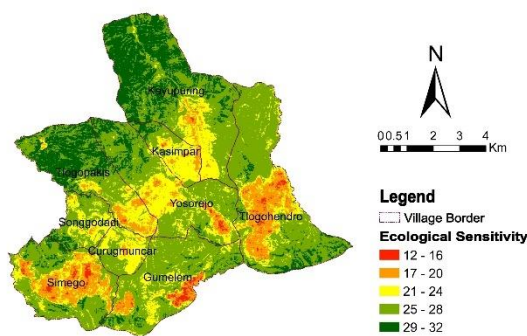 Kayupuring
Kasimpar
Tlogopakis
Yosorejo
Songgodadi
Tlogohendro
Curugmuncar
Simego
Gumelem
N
0 0.5 1 2 3 4
Km
Legend
Village Border
Ecological Sensitivity
12 - 16
17 - 20
21 - 24
25 - 28
29 - 32